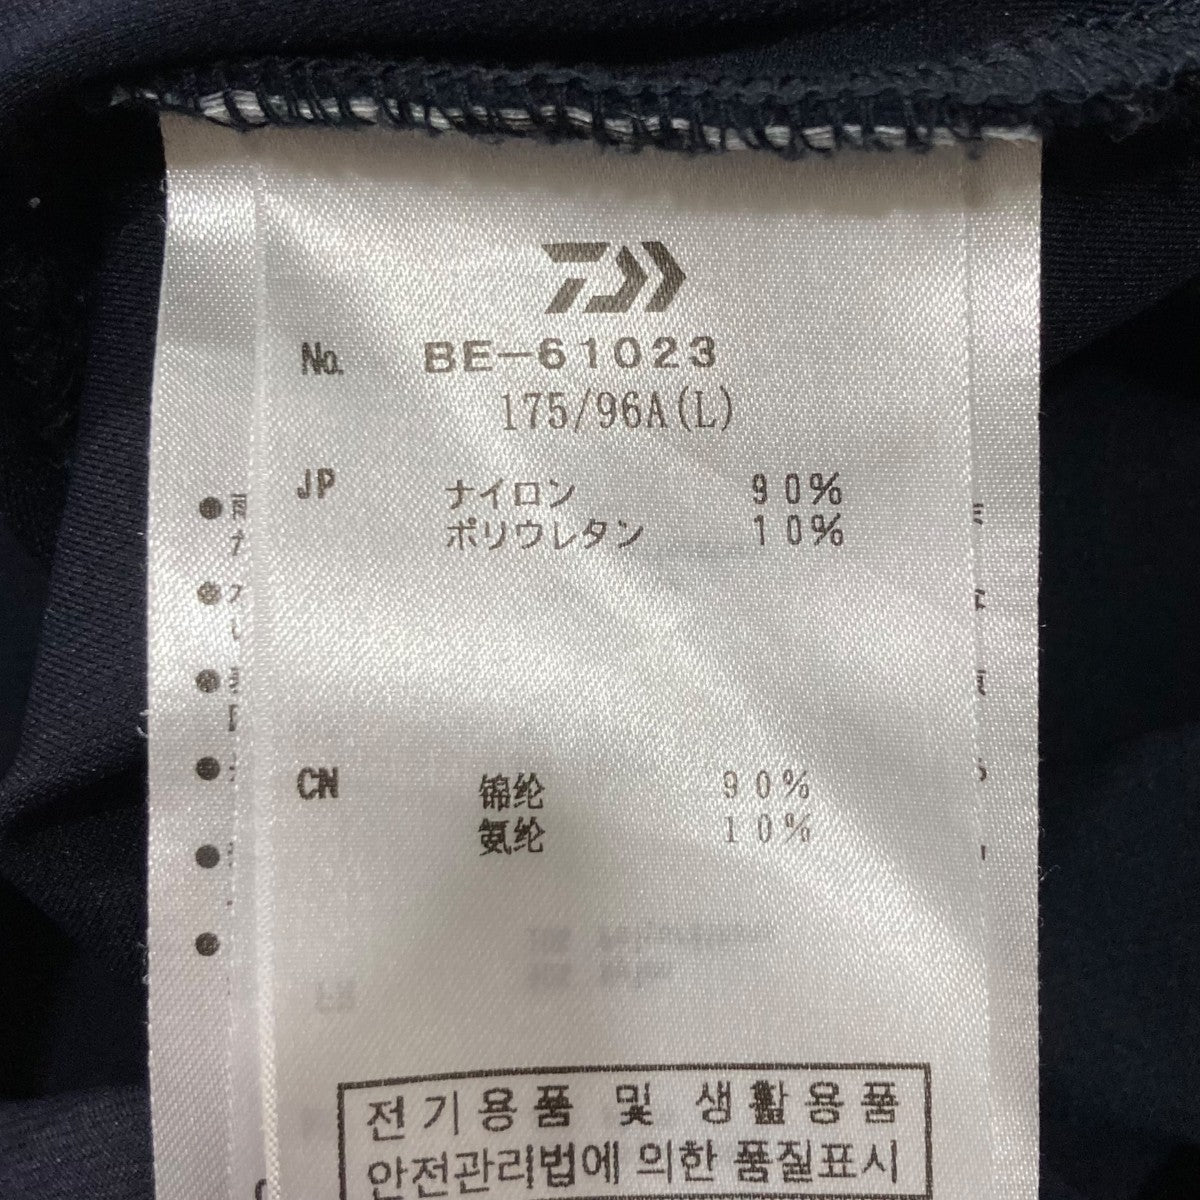 No. BE-61023
175/96A(L)
JP ナイロン 90%
ポリウレタン 10%
CN 锦纶 90%
氨纶 10%
전기용품 및 생활용품
안전관리법에 의한 품질표시